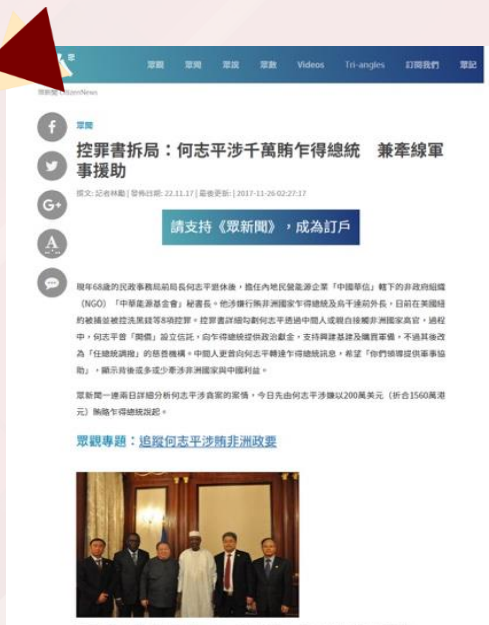 眾聞 眾聞 眾說 眾數 Videos Tri-angles 訂閱我們 眾記
眾新聞 CitizenNews
眾聞
控罪書拆局：何志平涉千萬賄乍得總統 兼牽線軍
事援助
撰文: 記者林勵 | 發佈日期: 22.11.17 | 最後更新: | 2017-11-26 02:27:17
請支持《眾新聞》，成為訂戶
現年68歲的民政事務局前局長何志平退休後，擔任內地民營能源企業「中國華信」轄下的非政府組織
（NGO）「中華能源基金會」秘書長。他涉嫌行賄非洲國家乍得總統及烏干達前外長，日前在美國紐
約被捕並被控洗黑錢等8項控罪。控罪書詳細勾劃何志平透過中間人或親自接觸非洲國家高官，過程
中，何志平曾「開價」設立信託，向乍得總統提供政治獻金，支持興建基建及購買軍備，不過其後改
為「任總統調撥」的慈善機構。中間人更曾向何志平轉達乍得總統訊息，希望「你們領導提供軍事協
助」，顯示背後或多或少牽涉非洲國家與中國利益。
眾新聞一連兩日詳細分析何志平涉貪案的案情，今日先由何志平涉嫌以200萬美元（折合1560萬港
元）賄賂乍得總統說起。
眾觀專題：追蹤何志平涉賄非洲政要